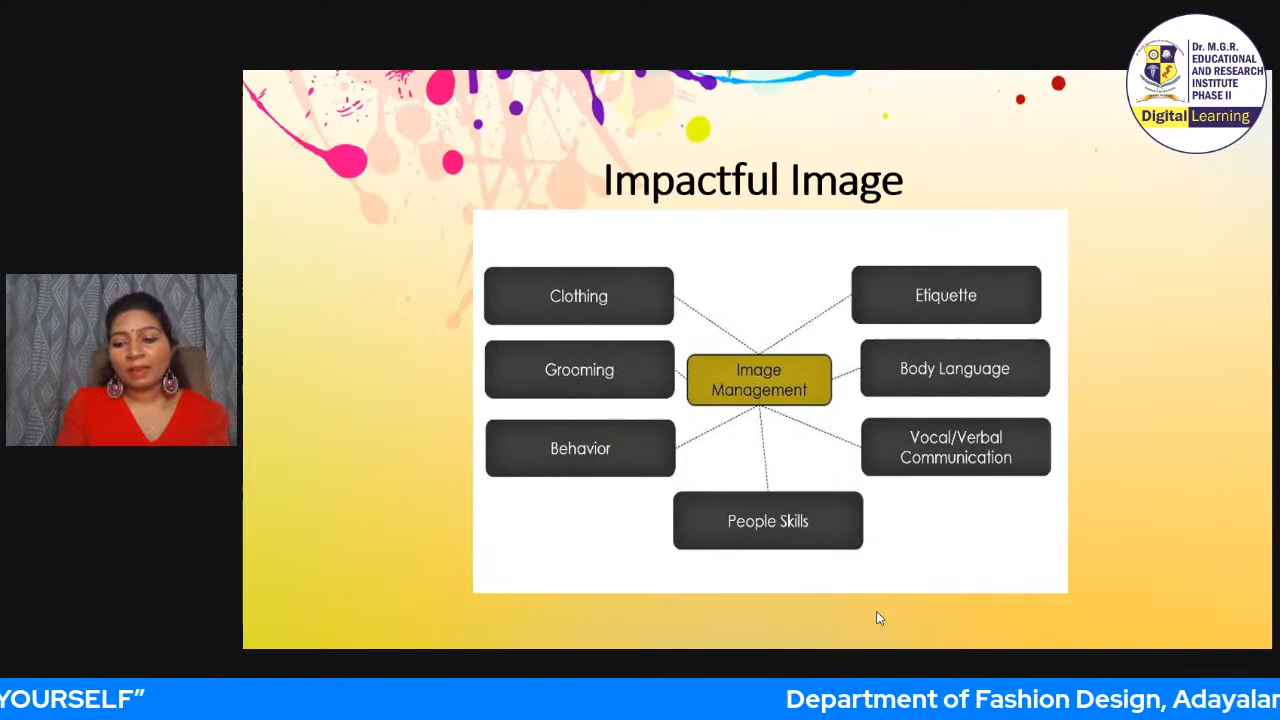 Dr. M.G.R.
EDUCATIONAL
AND RESEARCH
INSTITUTE
PHASE II
Digital Learning
Impactful Image
Clothing
Etiquette
Grooming
Image
Management
Body Language
Behavior
Vocal/Verbal
Communication
People Skills
YOURSELF”
Department of Fashion Design, Adayalar